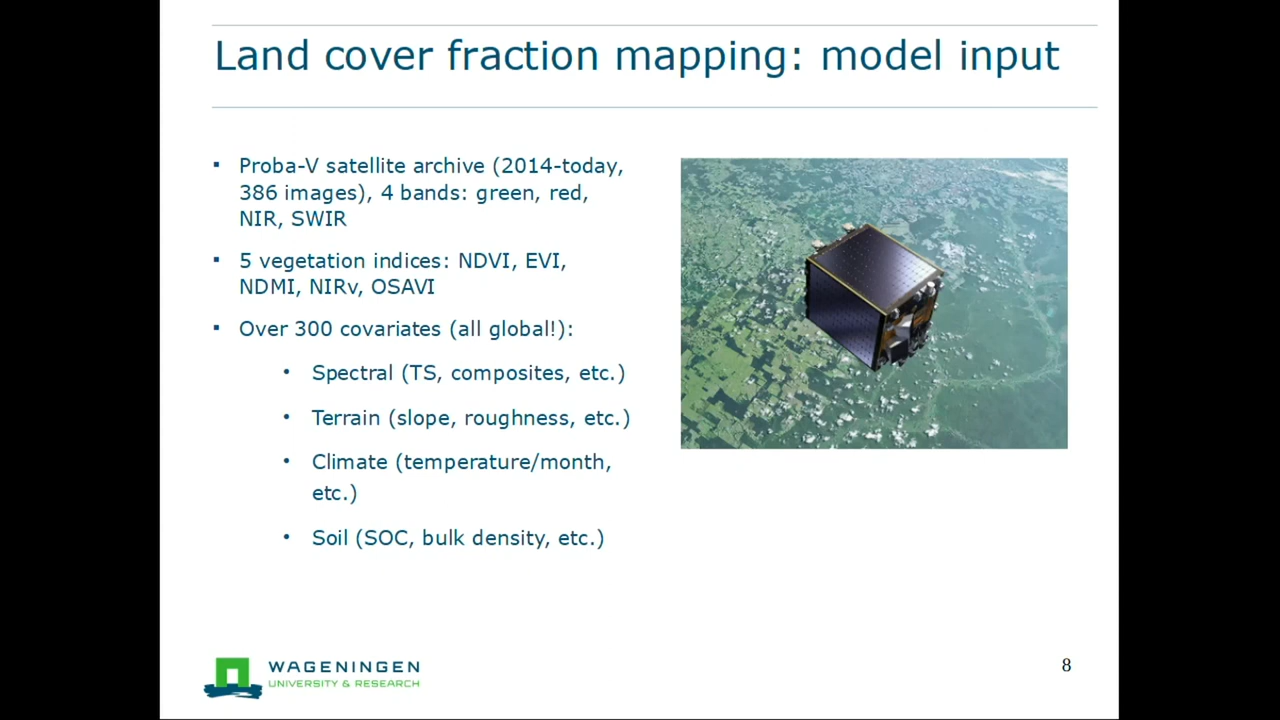 Land cover fraction mapping: model input
▪ Proba-V satellite archive (2014-today,
386 images), 4 bands: green, red,
NIR, SWIR
▪ 5 vegetation indices: NDVI, EVI,
NDMI, NIRv, OSAVI
▪ Over 300 covariates (all global!):
• Spectral (TS, composites, etc.)
• Terrain (slope, roughness, etc.)
• Climate (temperature/month,
etc.)
• Soil (SOC, bulk density, etc.)
WAGENINGEN
UNIVERSITY & RESEARCH
8